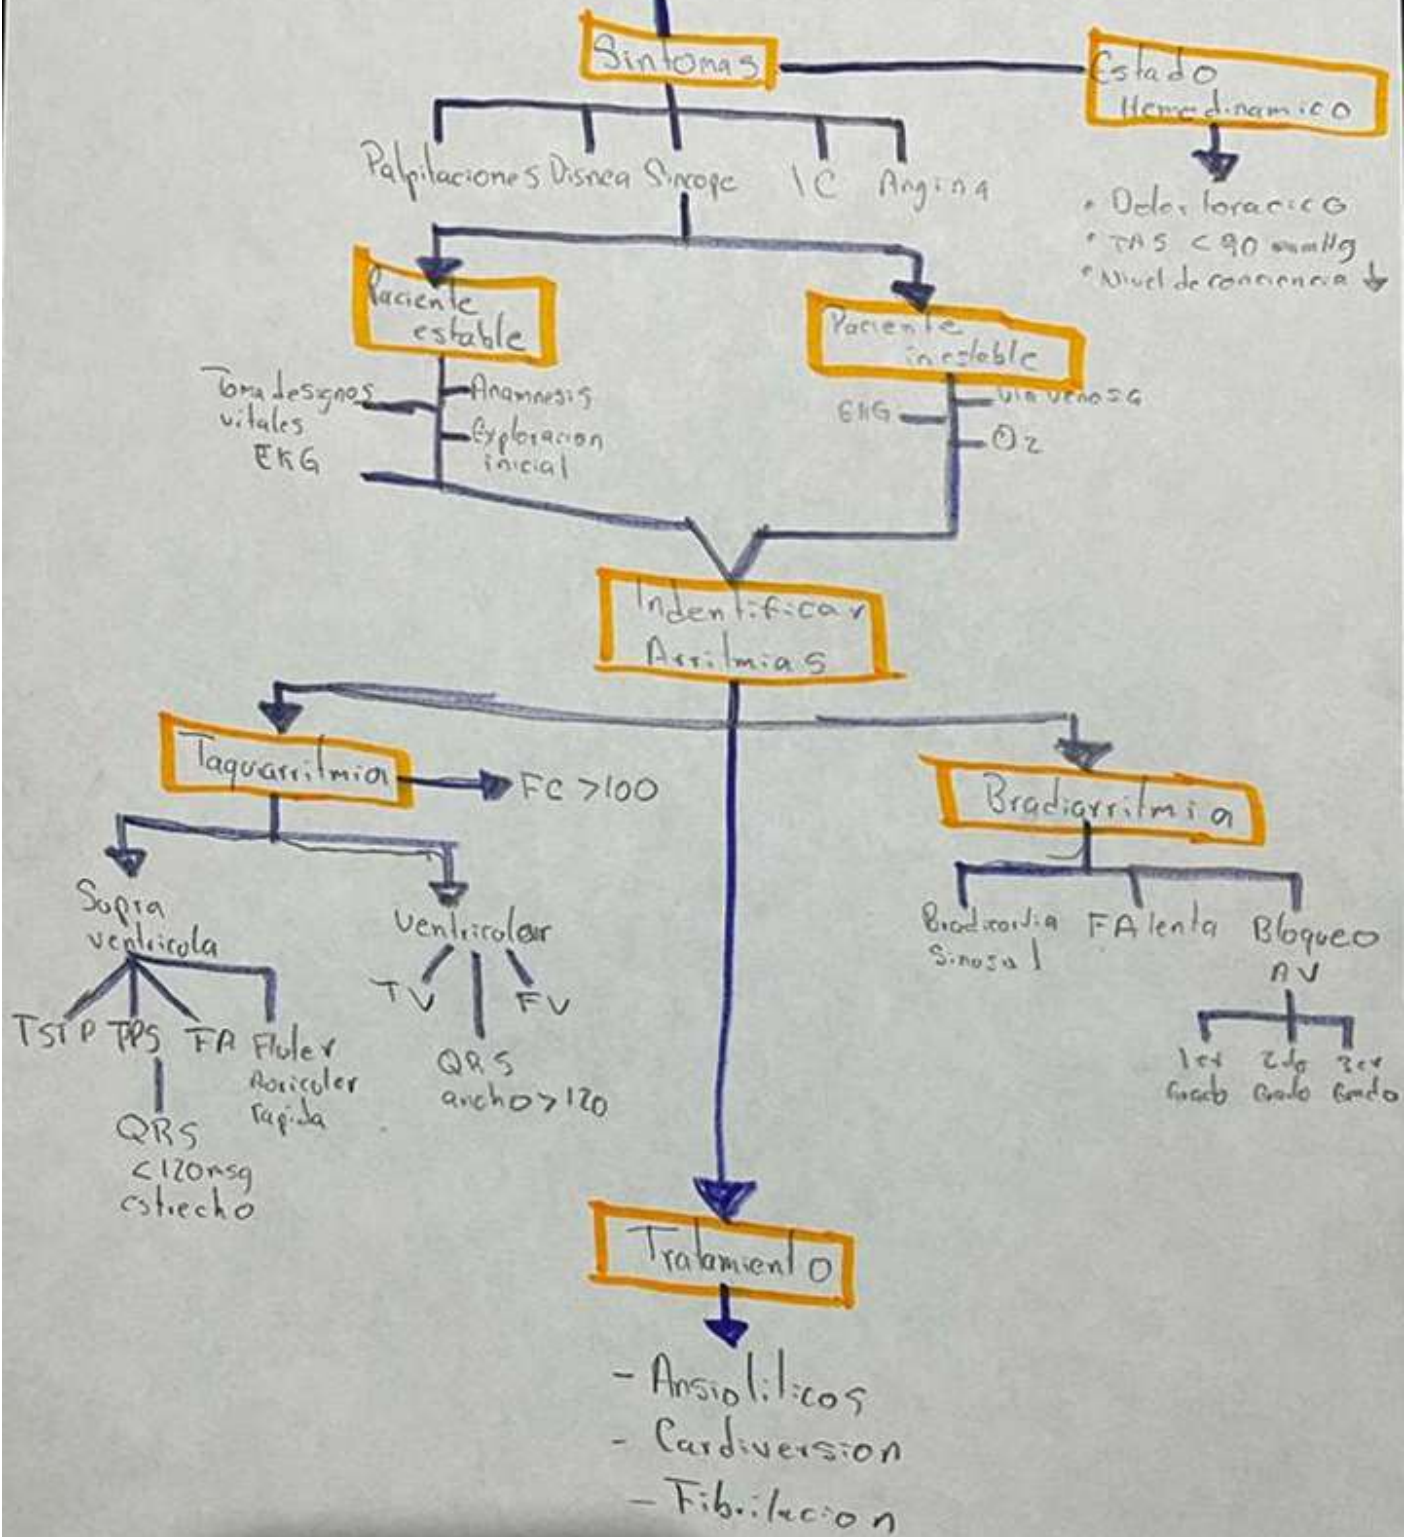 Sintomas
Estado
Hemodinamico
Palpitaciones Disnea Sincope IC Angina
• Dolor toracico
• TAS < 90 mmHg
• Nivel de conciencia ↓
Paciente
estable
Paciente
inestable
Toma de signos
vitales
EKG
Anamnesis
Exploracion
inicial
EKG
Via venosa
O2
Indentificar
Arritmias
Taquiarritmia
FC >100
Bradiarritmia
Supra
ventricula
Ventricular
TSTP TPS FA Fluter
Auricular
rapida
QRS
<120msg
estrecho
TV FV
QRS
ancho >120
Bradicardia
Sinusal
FA lenta
Bloqueo
AV
1er
Grado
2do
Grado
3er
Grado
Tratamiento
- Ansioliticos
- Cardiversion
- Fibrilacion